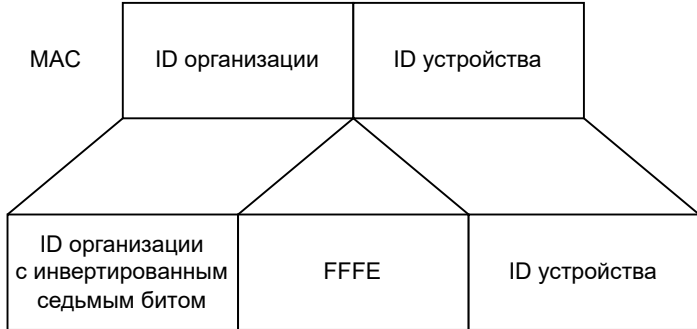 MAC
ID организации
ID устройства
ID организации
с инвертированным
седьмым битом
FFFE
ID устройства